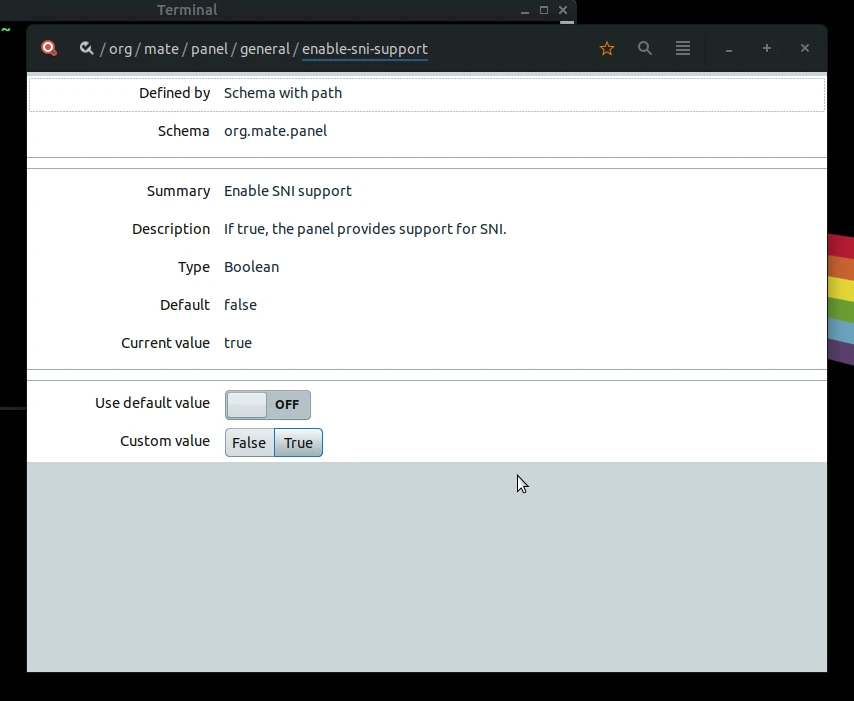 Terminal
~
/ org / mate / panel / general / enable-sni-support
Defined by Schema with path
Schema org.mate.panel
Summary Enable SNI support
Description If true, the panel provides support for SNI.
Type Boolean
Default false
Current value true
Use default value OFF
Custom value False True